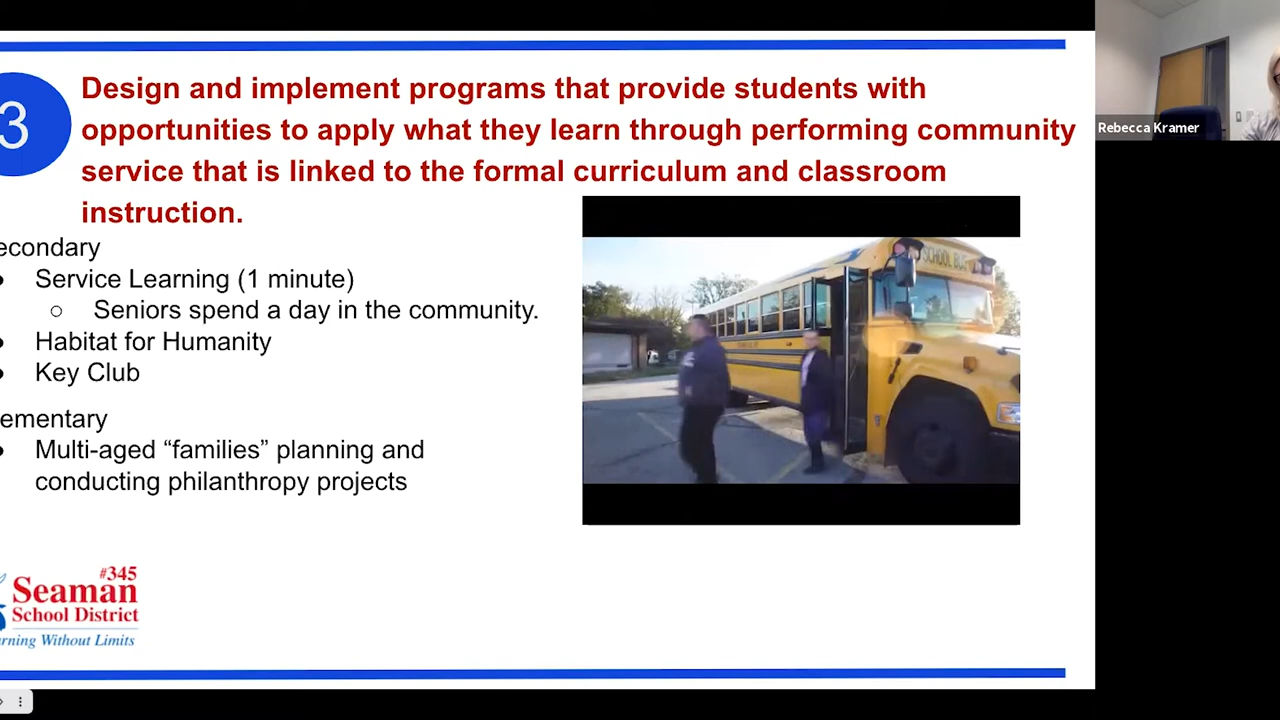 3
Design and implement programs that provide students with
opportunities to apply what they learn through performing community
service that is linked to the formal curriculum and classroom
instruction.
econdary
Service Learning (1 minute)
Seniors spend a day in the community.
Habitat for Humanity
Key Club
ementary
Multi-aged “families” planning and
conducting philanthropy projects
SCHOOL BUS
#345
Seaman
School District
rning Without Limits
Rebecca Kramer